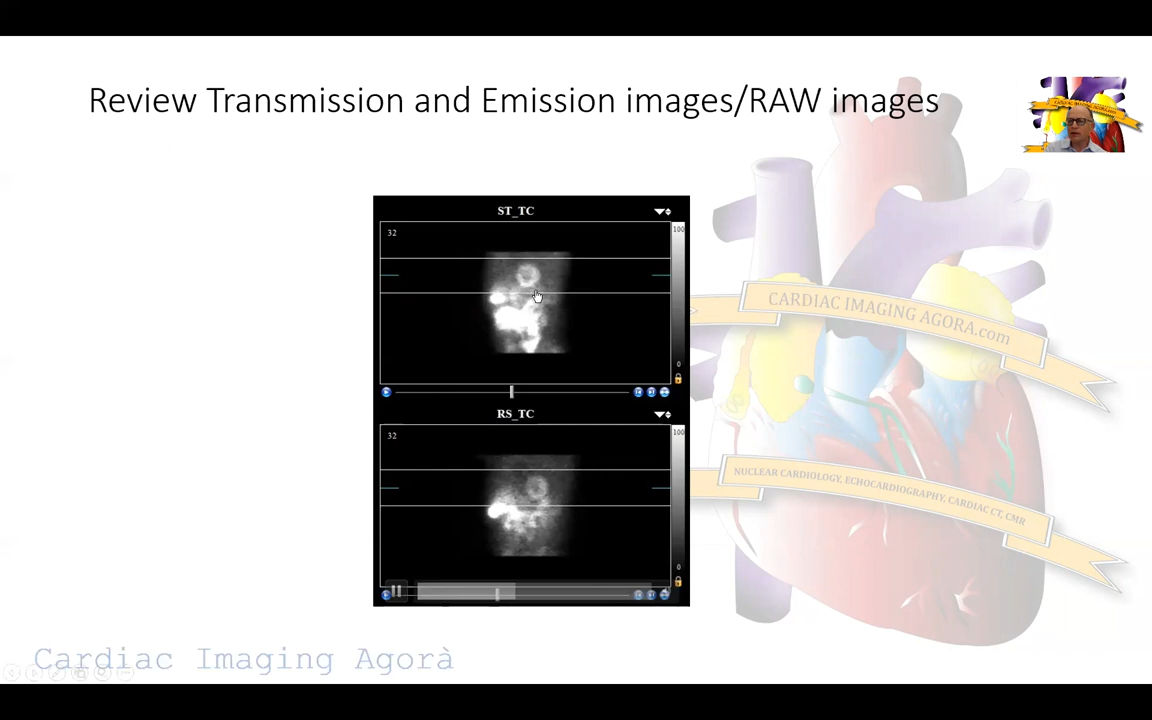 Review Transmission and Emission images/RAW images
ST_TC
32
100
0
RS_TC
32
100
0
CARDIAC IMAGING AGORA.com
NUCLEAR CARDIOLOGY, ECHOCARDIOGRAPHY, CARDIAC CT, CMR
Cardiac Imaging Agorà